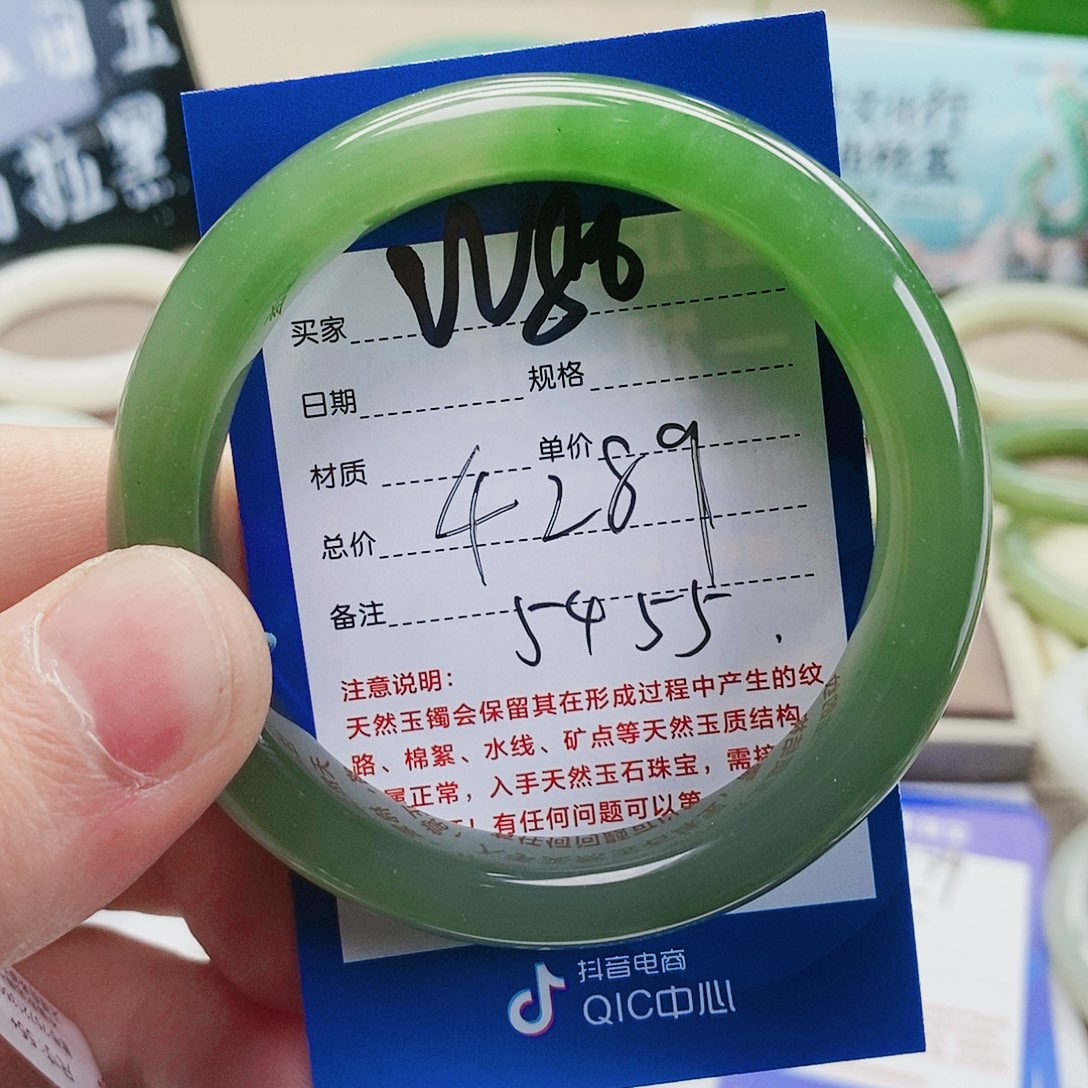 W86
买家
日期 规格
材质 单价
4289
总价
备注 5455.
注意说明:
天然玉镯会保留其在形成过程中产生的纹
路、棉絮、水线、矿点等天然玉质结构
属正常，入手天然玉石珠宝，需
有任何问题可以第
抖音电商
QIC中心
拉黑